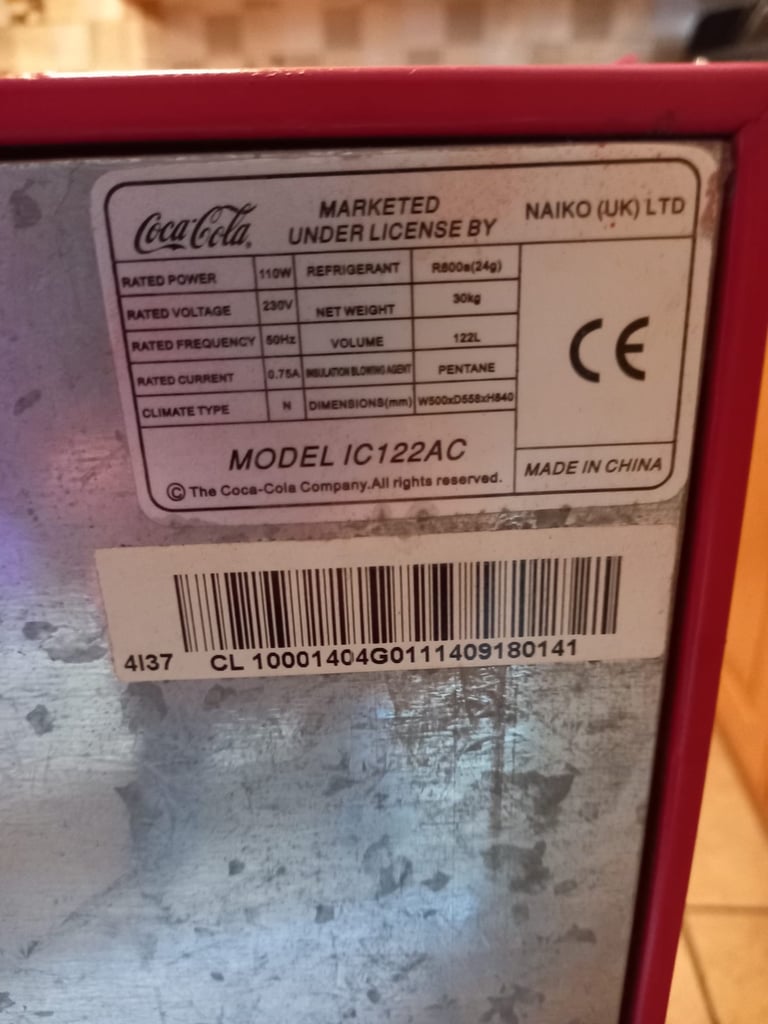 Coca-Cola
MARKETED
UNDER LICENSE BY
NAIKO (UK) LTD
RATED POWER 110W REFRIGERANT R600a(24g)
RATED VOLTAGE 230V NET WEIGHT 30kg
RATED FREQUENCY 50Hz VOLUME 122L
RATED CURRENT 0.75A INSULATION BLOWING AGENT PENTANE
CLIMATE TYPE N DIMENSIONS(mm) W500xD558xH840
CE
MODEL IC122AC
© The Coca-Cola Company.All rights reserved.
MADE IN CHINA
4I37 CL 10001404G0111409180141